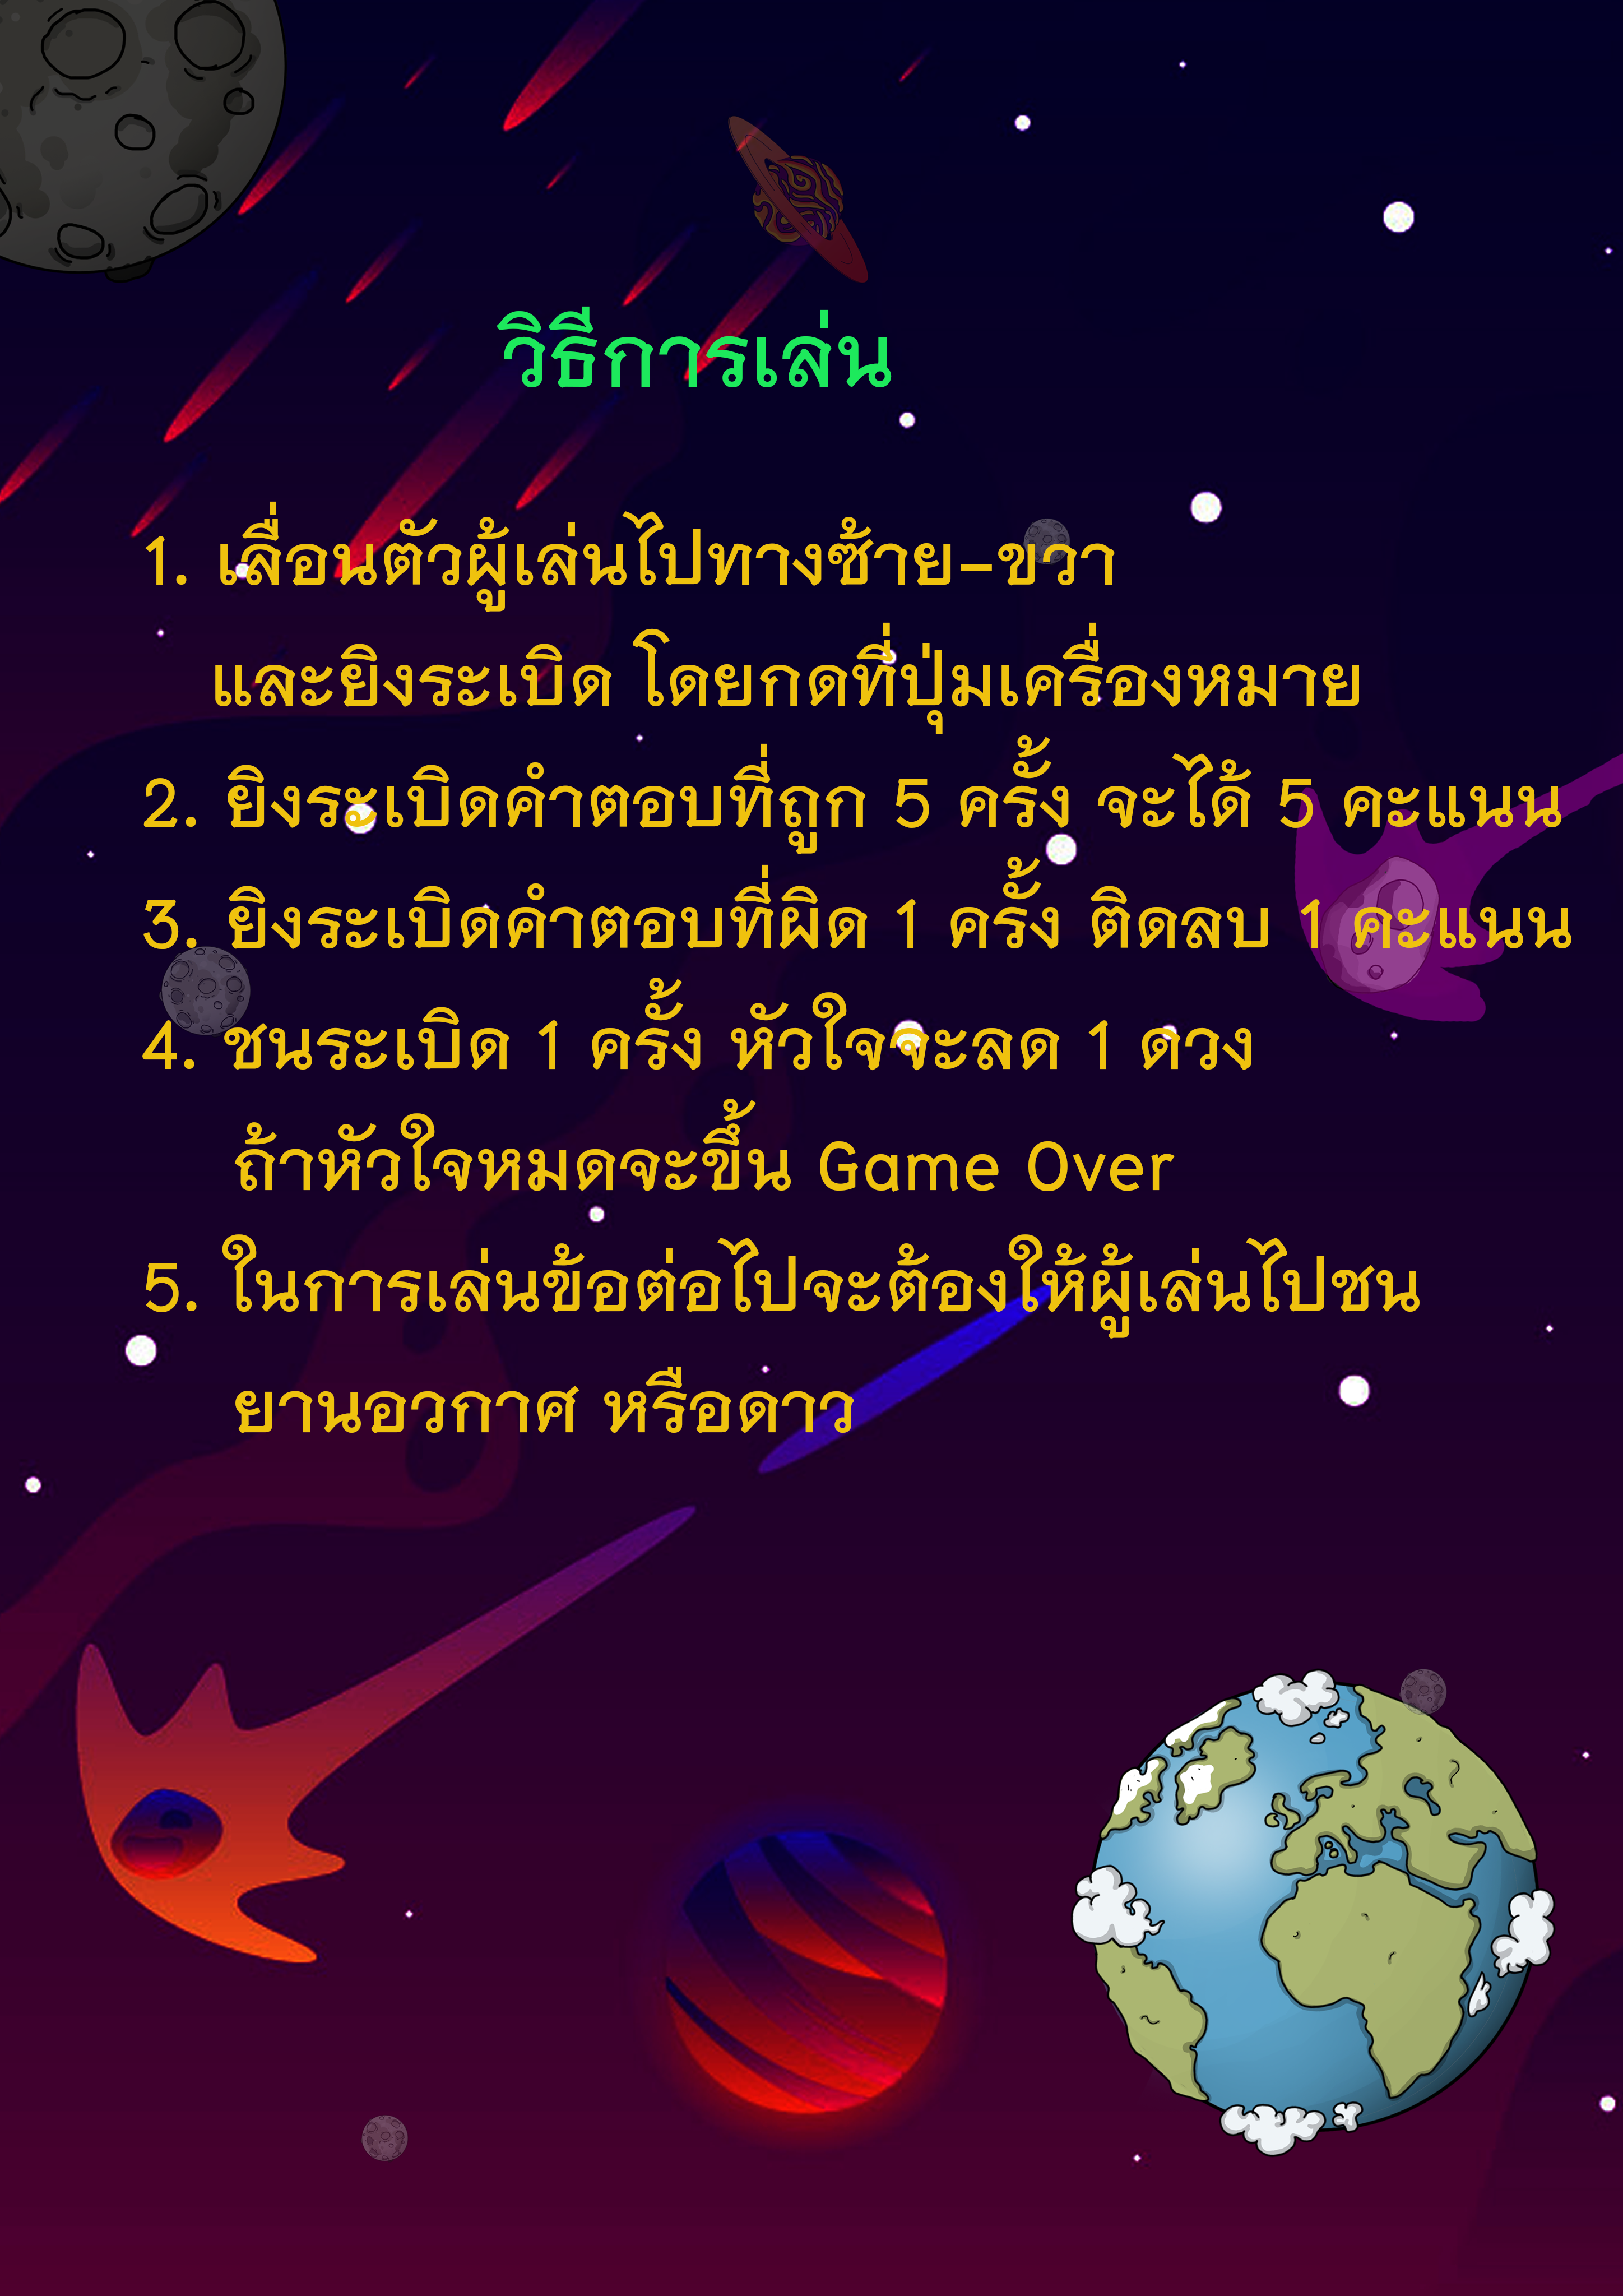 วิธีการเล่น
1. เลื่อนตัวผู้เล่นไปทางซ้าย-ขวา
และยิงระเบิด โดยกดที่ปุ่มเครื่องหมาย
2. ยิงระเบิดคำตอบที่ถูก 5 ครั้ง จะได้ 5 คะแนน
3. ยิงระเบิดคำตอบที่ผิด 1 ครั้ง ติดลบ 1 คะแนน
4. ชนระเบิด 1 ครั้ง หัวใจจะลด 1 ดวง
ถ้าหัวใจหมดจะขึ้น Game Over
5. ในการเล่นข้อต่อไปจะต้องให้ผู้เล่นไปชน
ยานอวกาศ หรือดาว